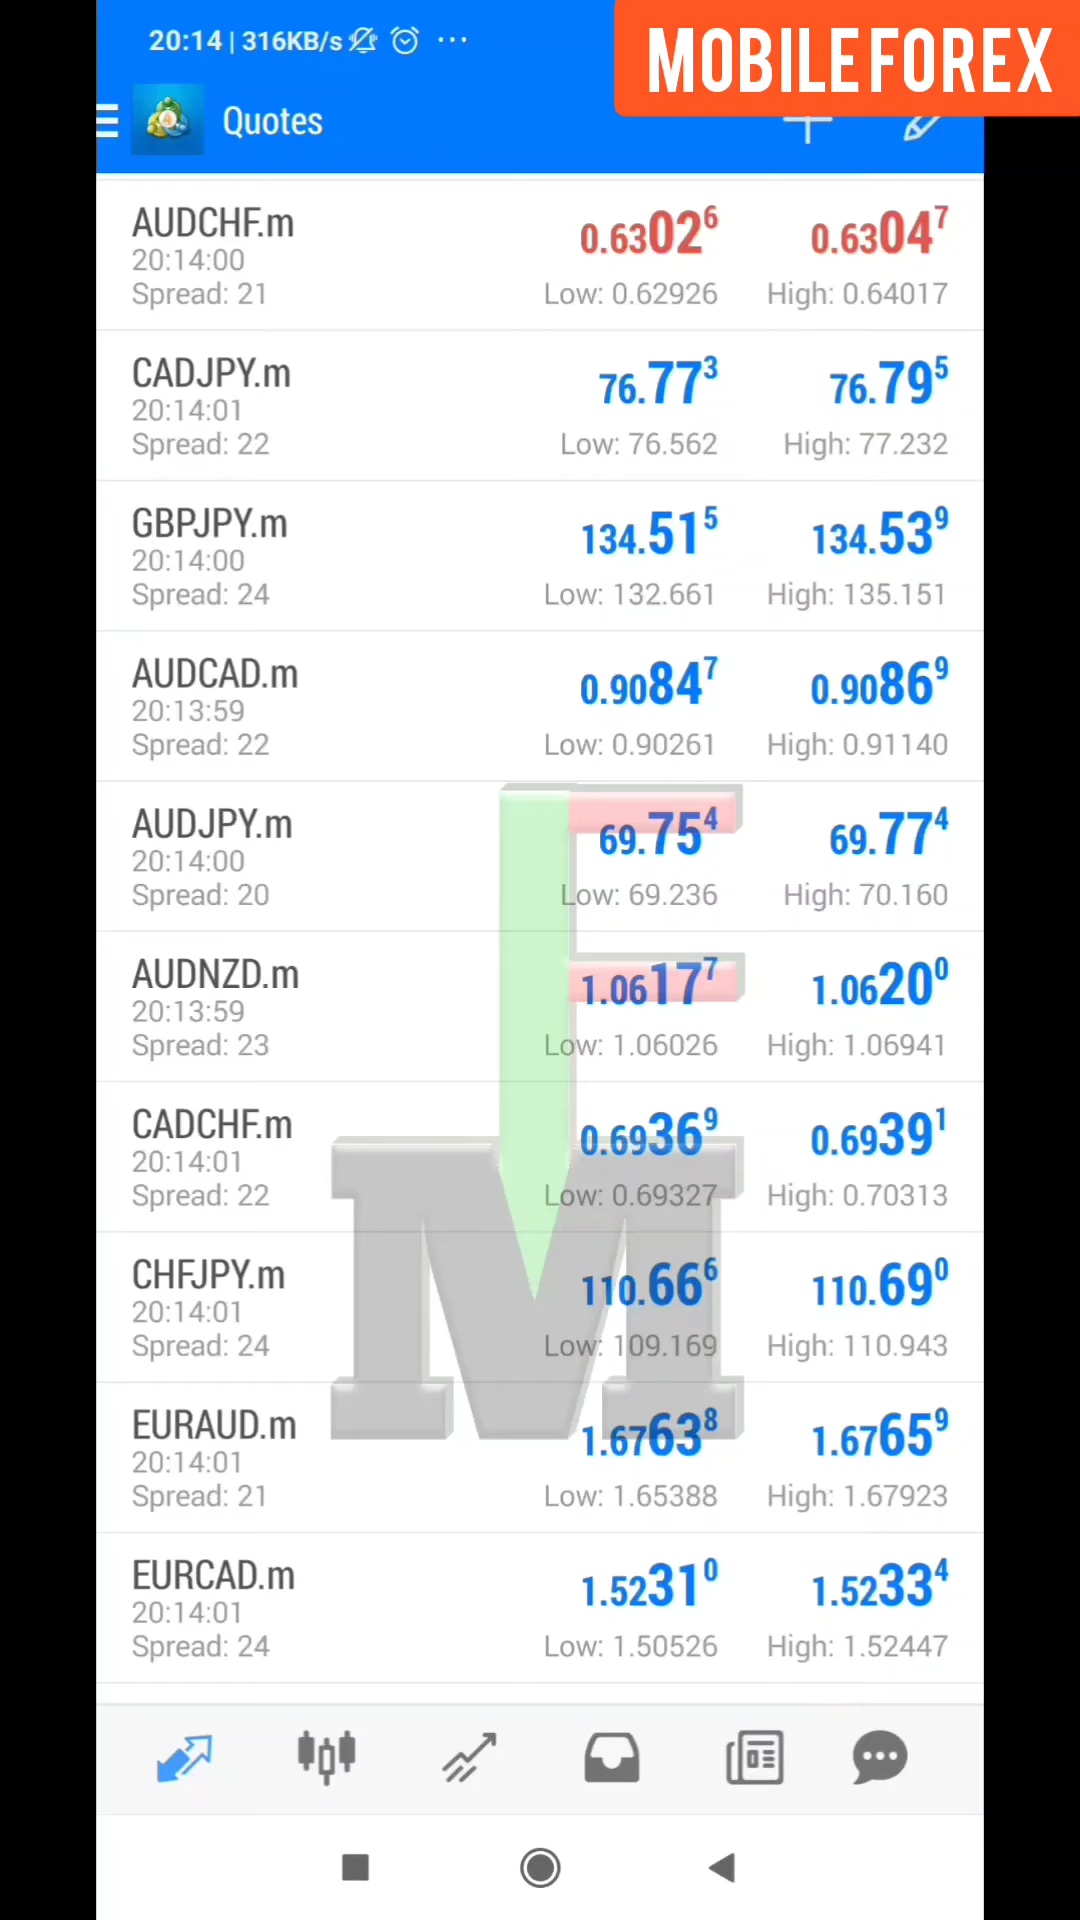 20:14 | 316KB/s ...
MOBILE FOREX
Quotes
AUDCHF.m 0.63026 0.63047
20:14:00
Spread: 21 Low: 0.62926 High: 0.64017
CADJPY.m 76.773 76.795
20:14:01
Spread: 22 Low: 76.562 High: 77.232
GBPJPY.m 134.515 134.539
20:14:00
Spread: 24 Low: 132.661 High: 135.151
AUDCAD.m 0.90847 0.90869
20:13:59
Spread: 22 Low: 0.90261 High: 0.91140
AUDJPY.m 69.754 69.774
20:14:00
Spread: 20 Low: 69.236 High: 70.160
AUDNZD.m 1.06177 1.06200
20:13:59
Spread: 23 Low: 1.06026 High: 1.06941
CADCHF.m 0.69369 0.69391
20:14:01
Spread: 22 Low: 0.69327 High: 0.70313
CHFJPY.m 110.666 110.690
20:14:01
Spread: 24 Low: 109.169 High: 110.943
EURAUD.m 1.67638 1.67659
20:14:01
Spread: 21 Low: 1.65388 High: 1.67923
EURCAD.m 1.52310 1.52334
20:14:01
Spread: 24 Low: 1.50526 High: 1.52447
F
M